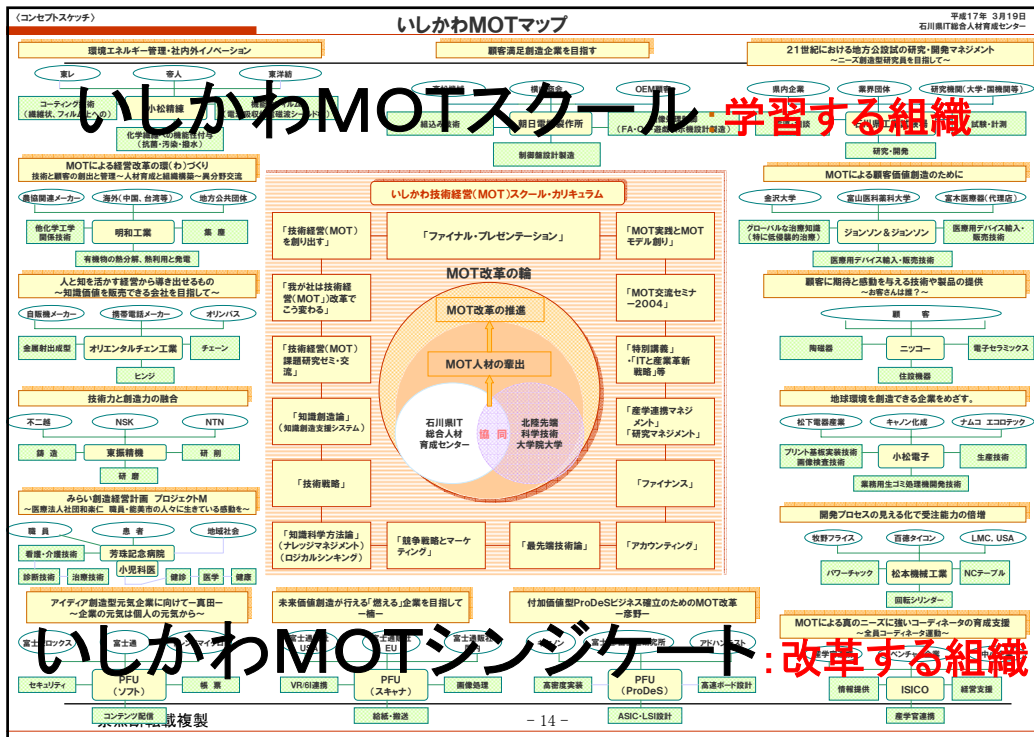 〈コンセプトスケッチ〉
いしかわMOTマップ
平成17年 3月19日
石川県IT総合人材育成センター
環境エネルギー管理・社内外イノベーション
顧客満足創造企業を目指す
21世紀における地方公設試の研究・開発マネジメント
～ニーズ創造型研究員を目指して～
東レ
帝人
東洋紡
OEM顧客
県内企業
業界団体
研究機関(大学・国機関等)
いしかわMOTスクール:学習する組織
コーティング技術
小松精練
組込み技術
朝日電機製作所
試験・計測
化学繊維への機能性付与
(抗菌・汚染・撥水)
制御盤設計製造
研究・開発
MOTによる経営改革の環(わ)づくり
技術と顧客の創出と管理～人材育成と組織構築～異分野交流
農協関連メーカー
海外(中国、台湾等)
地方公共団体
他化学工学
関係技術
明和工業
集 塵
有機物の熱分解、熱利用と発電
人と知を活かす経営から導き出せるもの
～知識価値を販売できる会社を目指して～
自販機メーカー
携帯電話メーカー
オリンパス
金属射出成型
オリエンタルチェン工業
チェーン
ヒンジ
技術力と創造力の融合
不二越
NSK
NTN
鋳 造
東振精機
研 削
研 磨
みらい創造経営計画 プロジェクトM
～医療法人社団和楽仁 職員・能美市の人々に生きている感動を～
職 員
患 者
地域社会
看護・介護技術
芳珠記念病院
小児科医
診断技術
治療技術
健診
医学
健康
いしかわ技術経営(MOT)スクール・カリキュラム
「技術経営(MOT)
を創り出す」
「ファイナル・プレゼンテーション」
「MOT実践とMOT
モデル創り」
「我が社は技術経
営(MOT」)改革で
こう変わる」
MOT改革の輪
MOT改革の推進
「MOT交流セミナ
ー2004」
「技術経営(MOT)
課題研究ゼミ・交
流」
MOT人材の輩出
「特別講義」
・「ITと産業革新
戦略」等
「知識創造論」
(知識創造支援システム)
石川県IT
総合人材
育成センター
協 同
北陸先端
科学技術
大学院大学
「産学連携マネジ
メント」
「研究マネジメント」
「技術戦略」
「ファイナンス」
「知識科学方法論」
(ナレッジマネジメント)
(ロジカルシンキング)
「競争戦略とマーケ
ティング」
「最先端技術論」
「アカウンティング」
MOTによる顧客価値創造のために
金沢大学
富山医科薬科大学
富木医療器(代理店)
グローバルな治療知識
(特に低侵襲的治療)
ジョンソン＆ジョンソン
医療用デバイス輸入・
販売技術
医療用デバイス輸入・販売技術
顧客に期待と感動を与える技術や製品の提供
～お客さんは誰？～
顧 客
陶磁器
ニッコー
電子セラミックス
住設機器
地球環境を創造できる企業をめざす。
松下電器産業
キャノン化成
ナムコ エコロテック
プリント基板実装技術
画像検査技術
小松電子
生産技術
業務用生ゴミ処理機開発技術
開発プロセスの見える化で受注能力の倍増
牧野フライス
百徳タイコン
LMC, USA
パワーチャック
松本機械工業
NCテーブル
回転シリンダー
アイディア創造型元気企業に向けてー真田ー
～企業の元気は個人の元気から～
未来価値創造が行える「燃える」企業を目指して
ー楠ー
付加価値型ProDeSビジネス確立のためのMOT改革
ー彦野ー
MOTによる真のニーズに強いコーディネータの育成支援
～全員コーディネータ運動～
いしかわMOTシンジケート:改革する組織
セキュリティ
PFU
(ソフト)
帳 票
コンテンツ配信
VR/6I連携
PFU
(スキャナ)
画像処理
給紙・搬送
高密度実装
PFU
(ProDeS)
高速ボード設計
ASIC・LSI設計
情報提供
ISICO
経営支援
産学官連携
－ 14 －